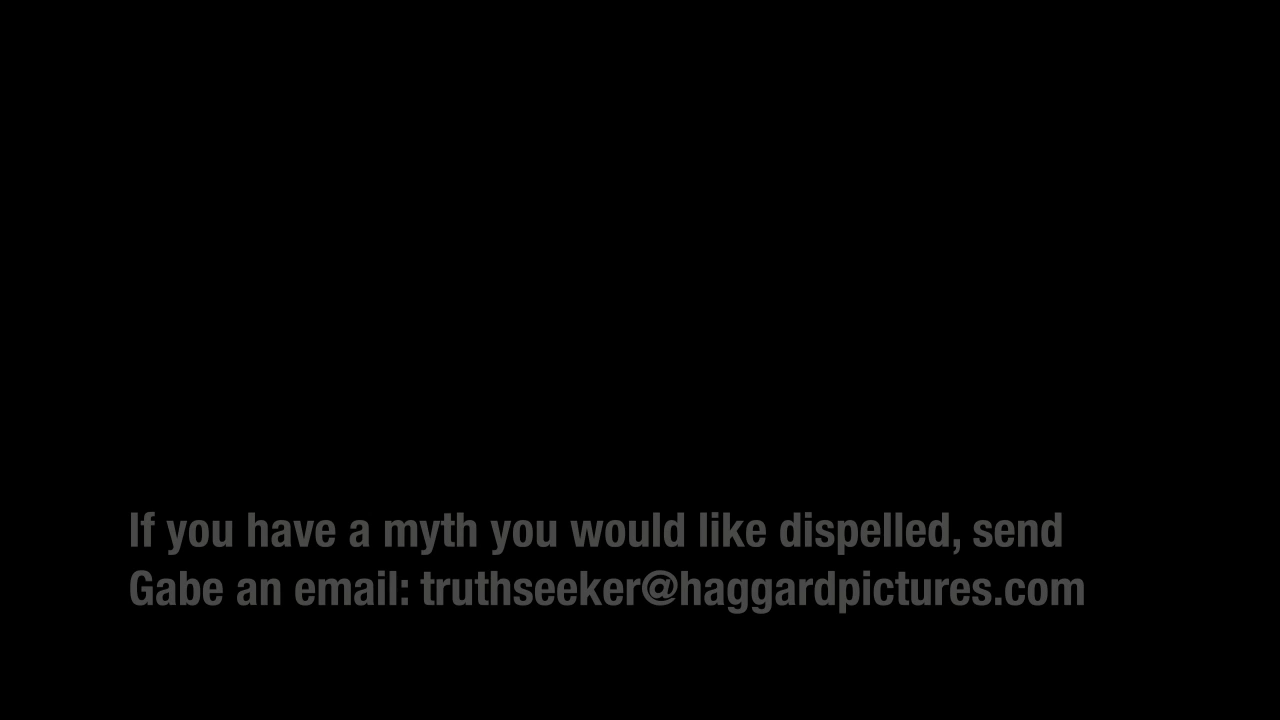 If you have a myth you would like dispelled, send
Gabe an email: truthseeker@haggardpictures.com